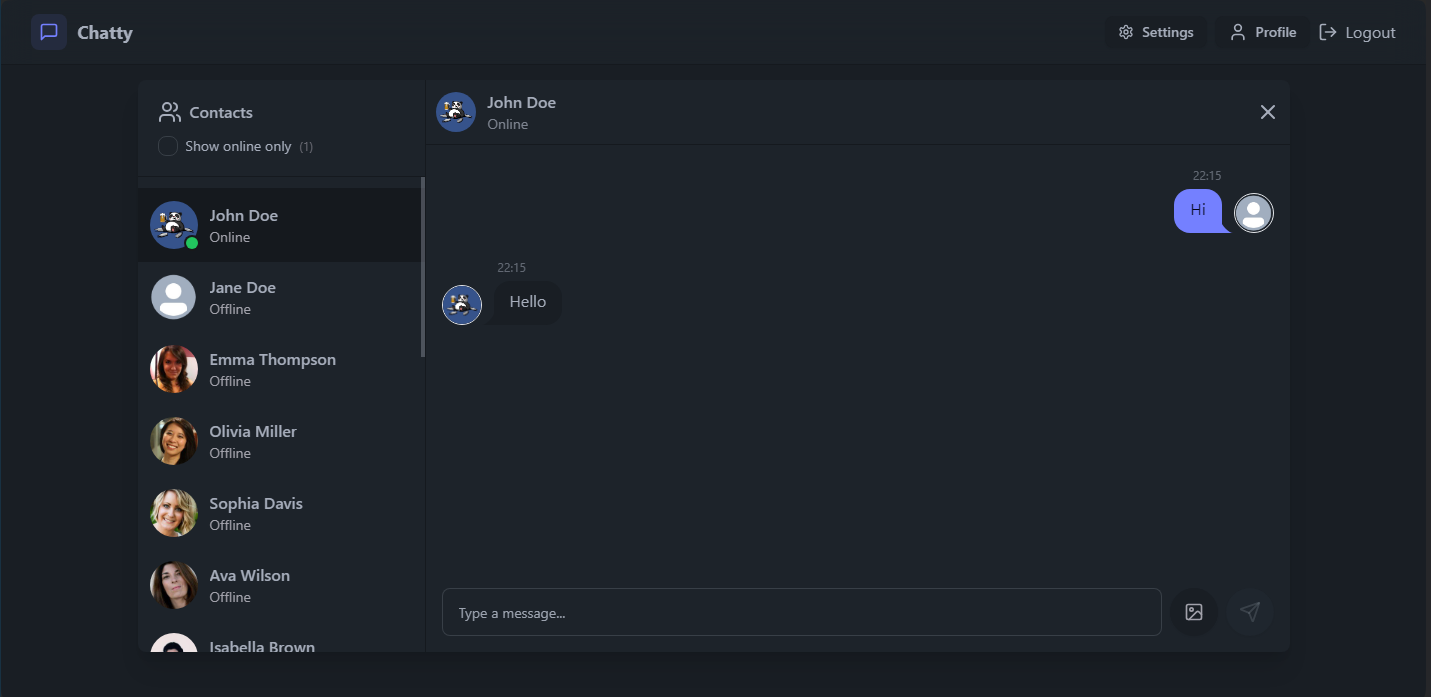 Chatty
Settings
Profile
Logout
Contacts
Show online only (1)
John Doe
Online
Jane Doe
Offline
Emma Thompson
Offline
Olivia Miller
Offline
Sophia Davis
Offline
Ava Wilson
Offline
Isabella Brown
John Doe
Online
22:15
Hi
22:15
Hello
Type a message...